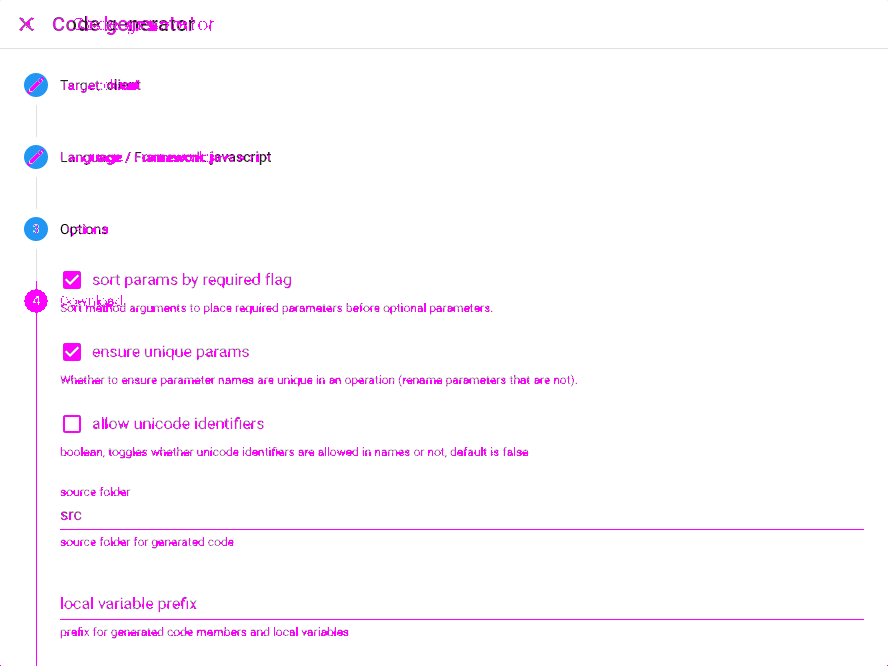 Code generator
Target: client
Language / Framework: javascript
3 Options
sort params by required flag
4 Download
Sort method arguments to place required parameters before optional parameters.
ensure unique params
Whether to ensure parameter names are unique in an operation (rename parameters that are not).
allow unicode identifiers
boolean, toggles whether unicode identifiers are allowed in names or not, default is false
source folder
src
source folder for generated code
local variable prefix
prefix for generated code members and local variables